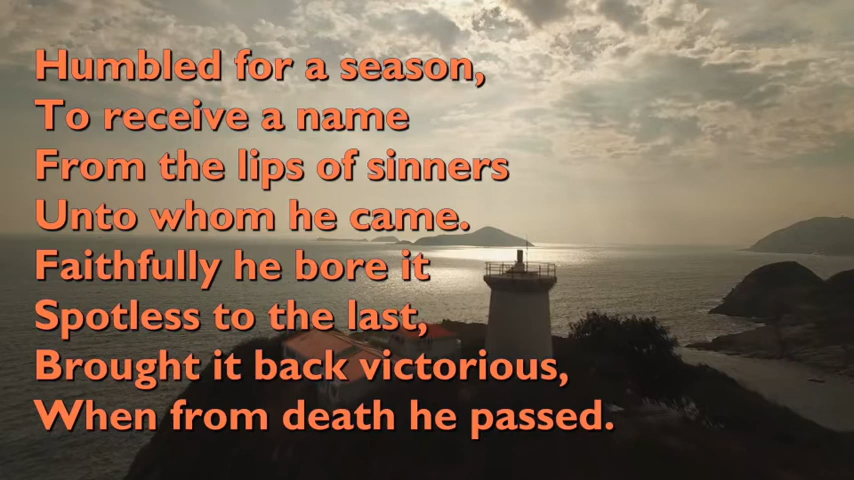 Humbled for a season,
To receive a name
From the lips of sinners
Unto whom he came.
Faithfully he bore it
Spotless to the last,
Brought it back victorious,
When from death he passed.